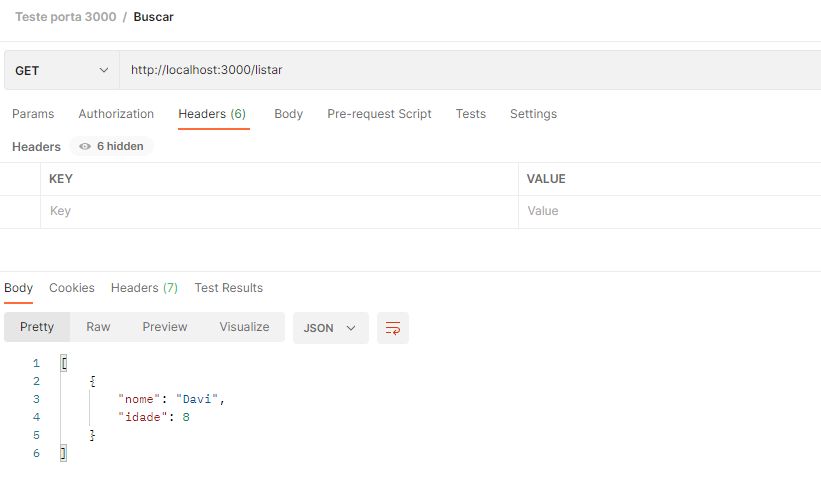 Teste porta 3000 / Buscar
GET http://localhost:3000/listar
Params Authorization Headers (6) Body Pre-request Script Tests Settings
Headers 6 hidden
KEY VALUE
Key Value
Body Cookies Headers (7) Test Results
Pretty Raw Preview Visualize JSON
1 [
2 {
3 "nome": "Davi",
4 "idade": 8
5 }
6 ]